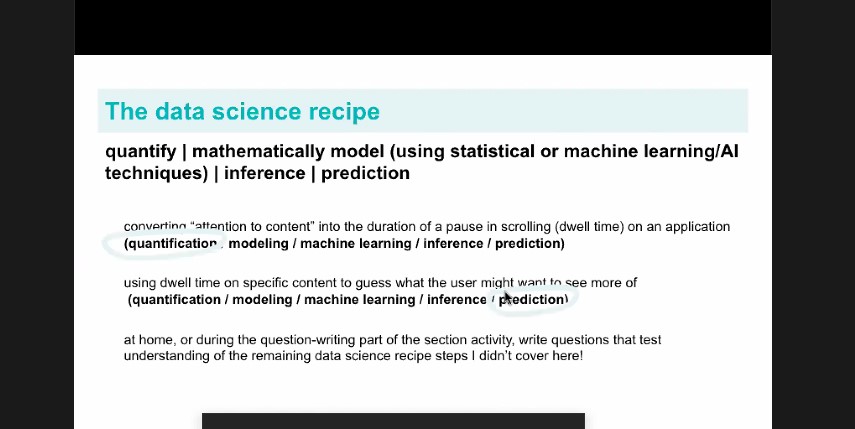 The data science recipe
quantify | mathematically model (using statistical or machine learning/AI
techniques) | inference | prediction
converting “attention to content” into the duration of a pause in scrolling (dwell time) on an application
(quantification / modeling / machine learning / inference / prediction)
using dwell time on specific content to guess what the user might want to see more of
(quantification / modeling / machine learning / inference / prediction)
at home, or during the question-writing part of the section activity, write questions that test
understanding of the remaining data science recipe steps I didn’t cover here!